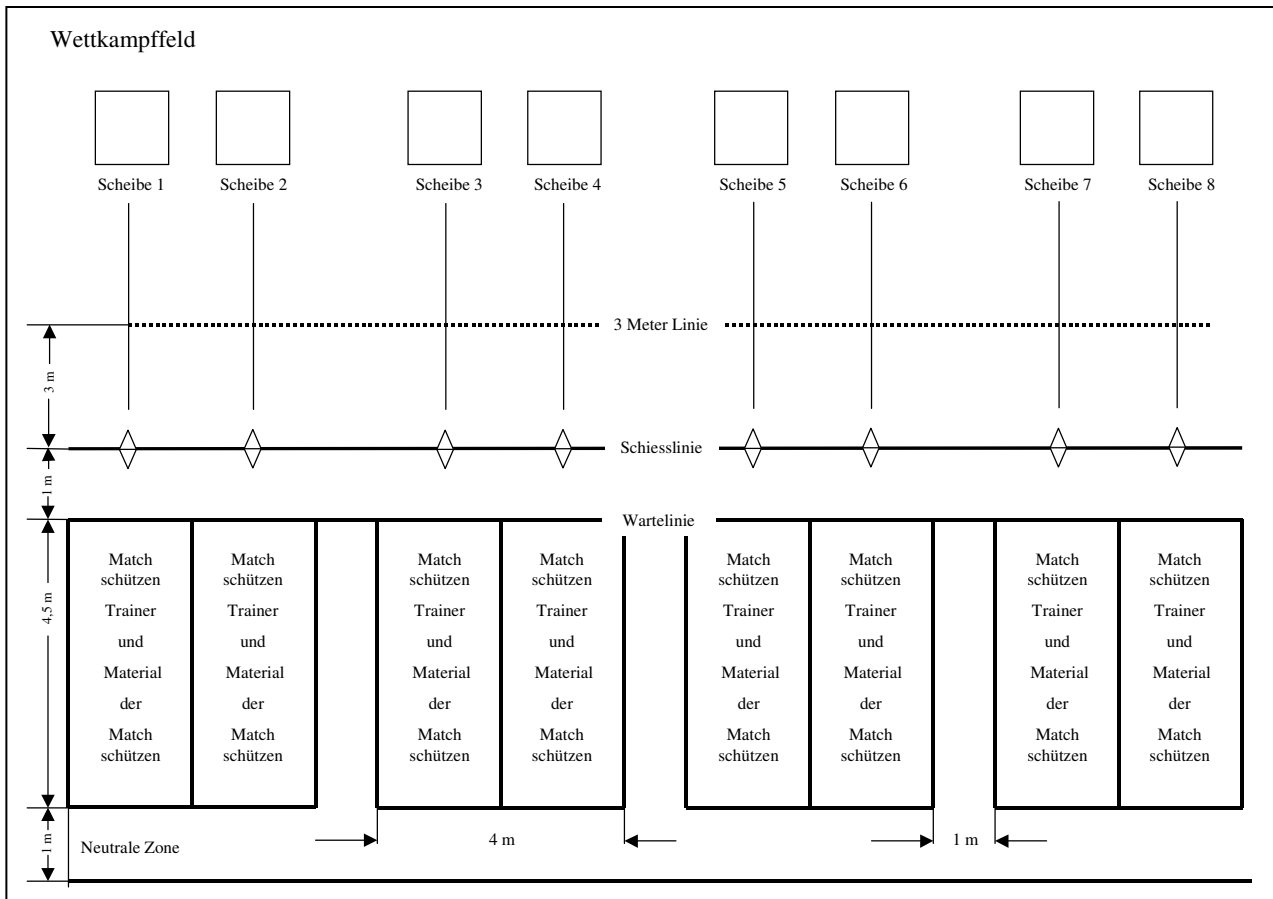 Wettkampffeld
Scheibe 1 Scheibe 2 Scheibe 3 Scheibe 4 Scheibe 5 Scheibe 6 Scheibe 7 Scheibe 8
3 Meter Linie
3 m
Schiesslinie
1 m
Wartelinie
4,5 m
Match Match Match Match Match Match Match Match
schützen schützen schützen schützen schützen schützen schützen schützen
Trainer Trainer Trainer Trainer Trainer Trainer Trainer Trainer
und und und und und und und und
Material Material Material Material Material Material Material Material
der der der der der der der der
Match Match Match Match Match Match Match Match
schützen schützen schützen schützen schützen schützen schützen schützen
1 m
Neutrale Zone 4 m 1 m